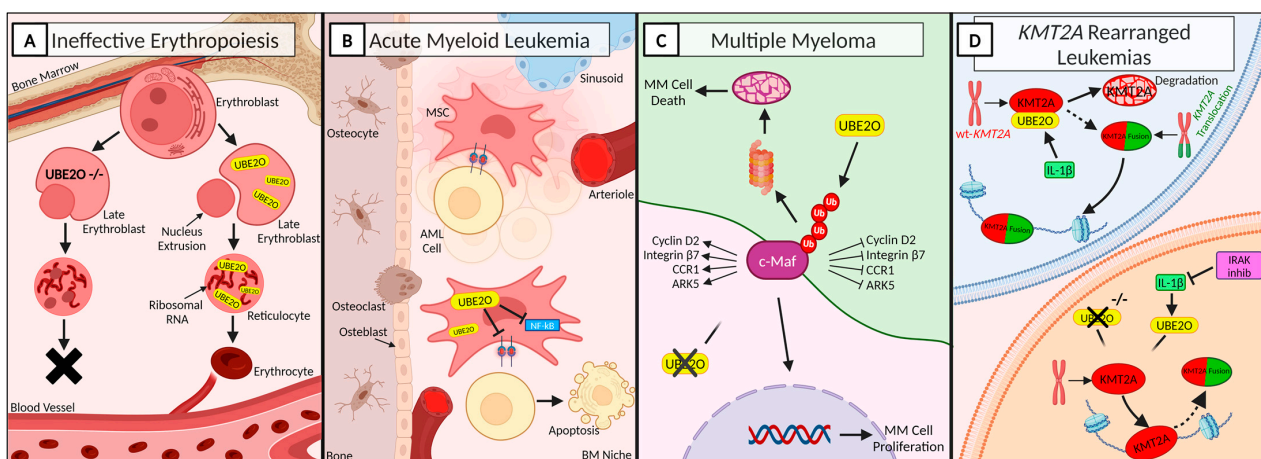 A
Ineffective Erythropoiesis
Bone Marrow
Erythroblast
UBE2O -/-
UBE2O
UBE2O
UBE2O
Late
Erythroblast
Nucleus
Extrusion
Late
Erythroblast
UBE2O
UBE2O
UBE2O
Ribosomal
RNA
Reticulocyte
Erythrocyte
Blood Vessel
B
Acute Myeloid Leukemia
Sinusoid
MSC
Osteocyte
Arteriole
AML
Cell
Osteoclast
Osteblast
UBE2O
UBE2O
NF-kB
Apoptosis
Bone
BM Niche
C
Multiple Myeloma
MM Cell
Death
UBE2O
Ub
Ub
Ub
Ub
c-Maf
Cyclin D2
Integrin β7
CCR1
ARK5
Cyclin D2
Integrin β7
CCR1
ARK5
UBE2O
MM Cell
Proliferation
D
KMT2A Rearranged
Leukemias
Degradation
KMT2A
KMT2A
UBE2O
wt-KMT2A
KMT2A Fusion
KMT2A
Translocation
IL-1β
KMT2A Fusion
IRAK
inhib
IL-1β
-/-
UBE2O
UBE2O
KMT2A
KMT2A Fusion
KMT2A